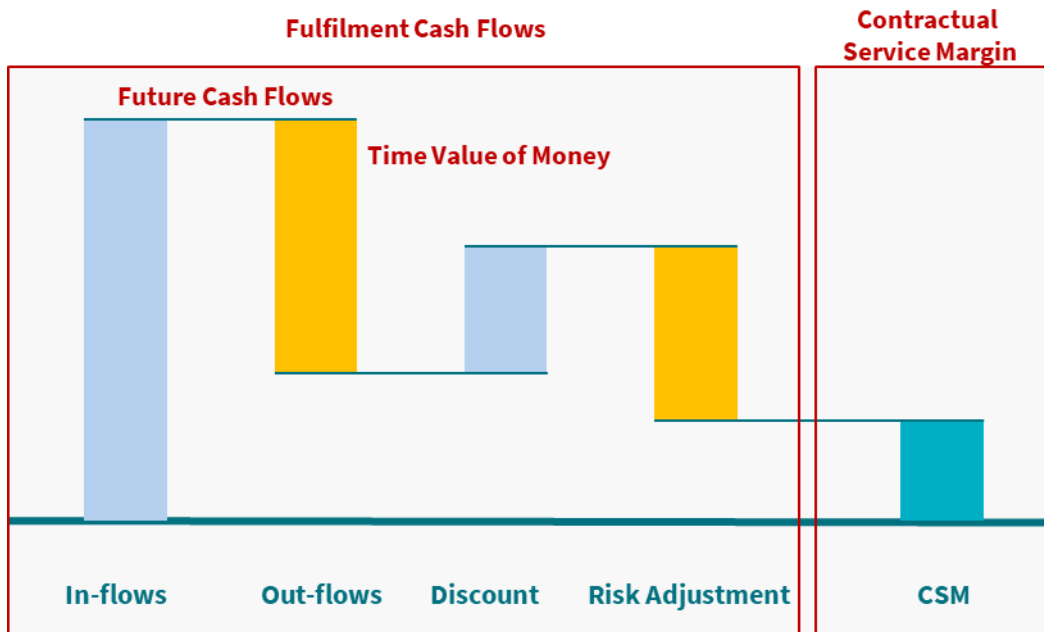 Fulfilment Cash Flows
Contractual
Service Margin
Future Cash Flows
Time Value of Money
In-flows
Out-flows
Discount
Risk Adjustment
CSM